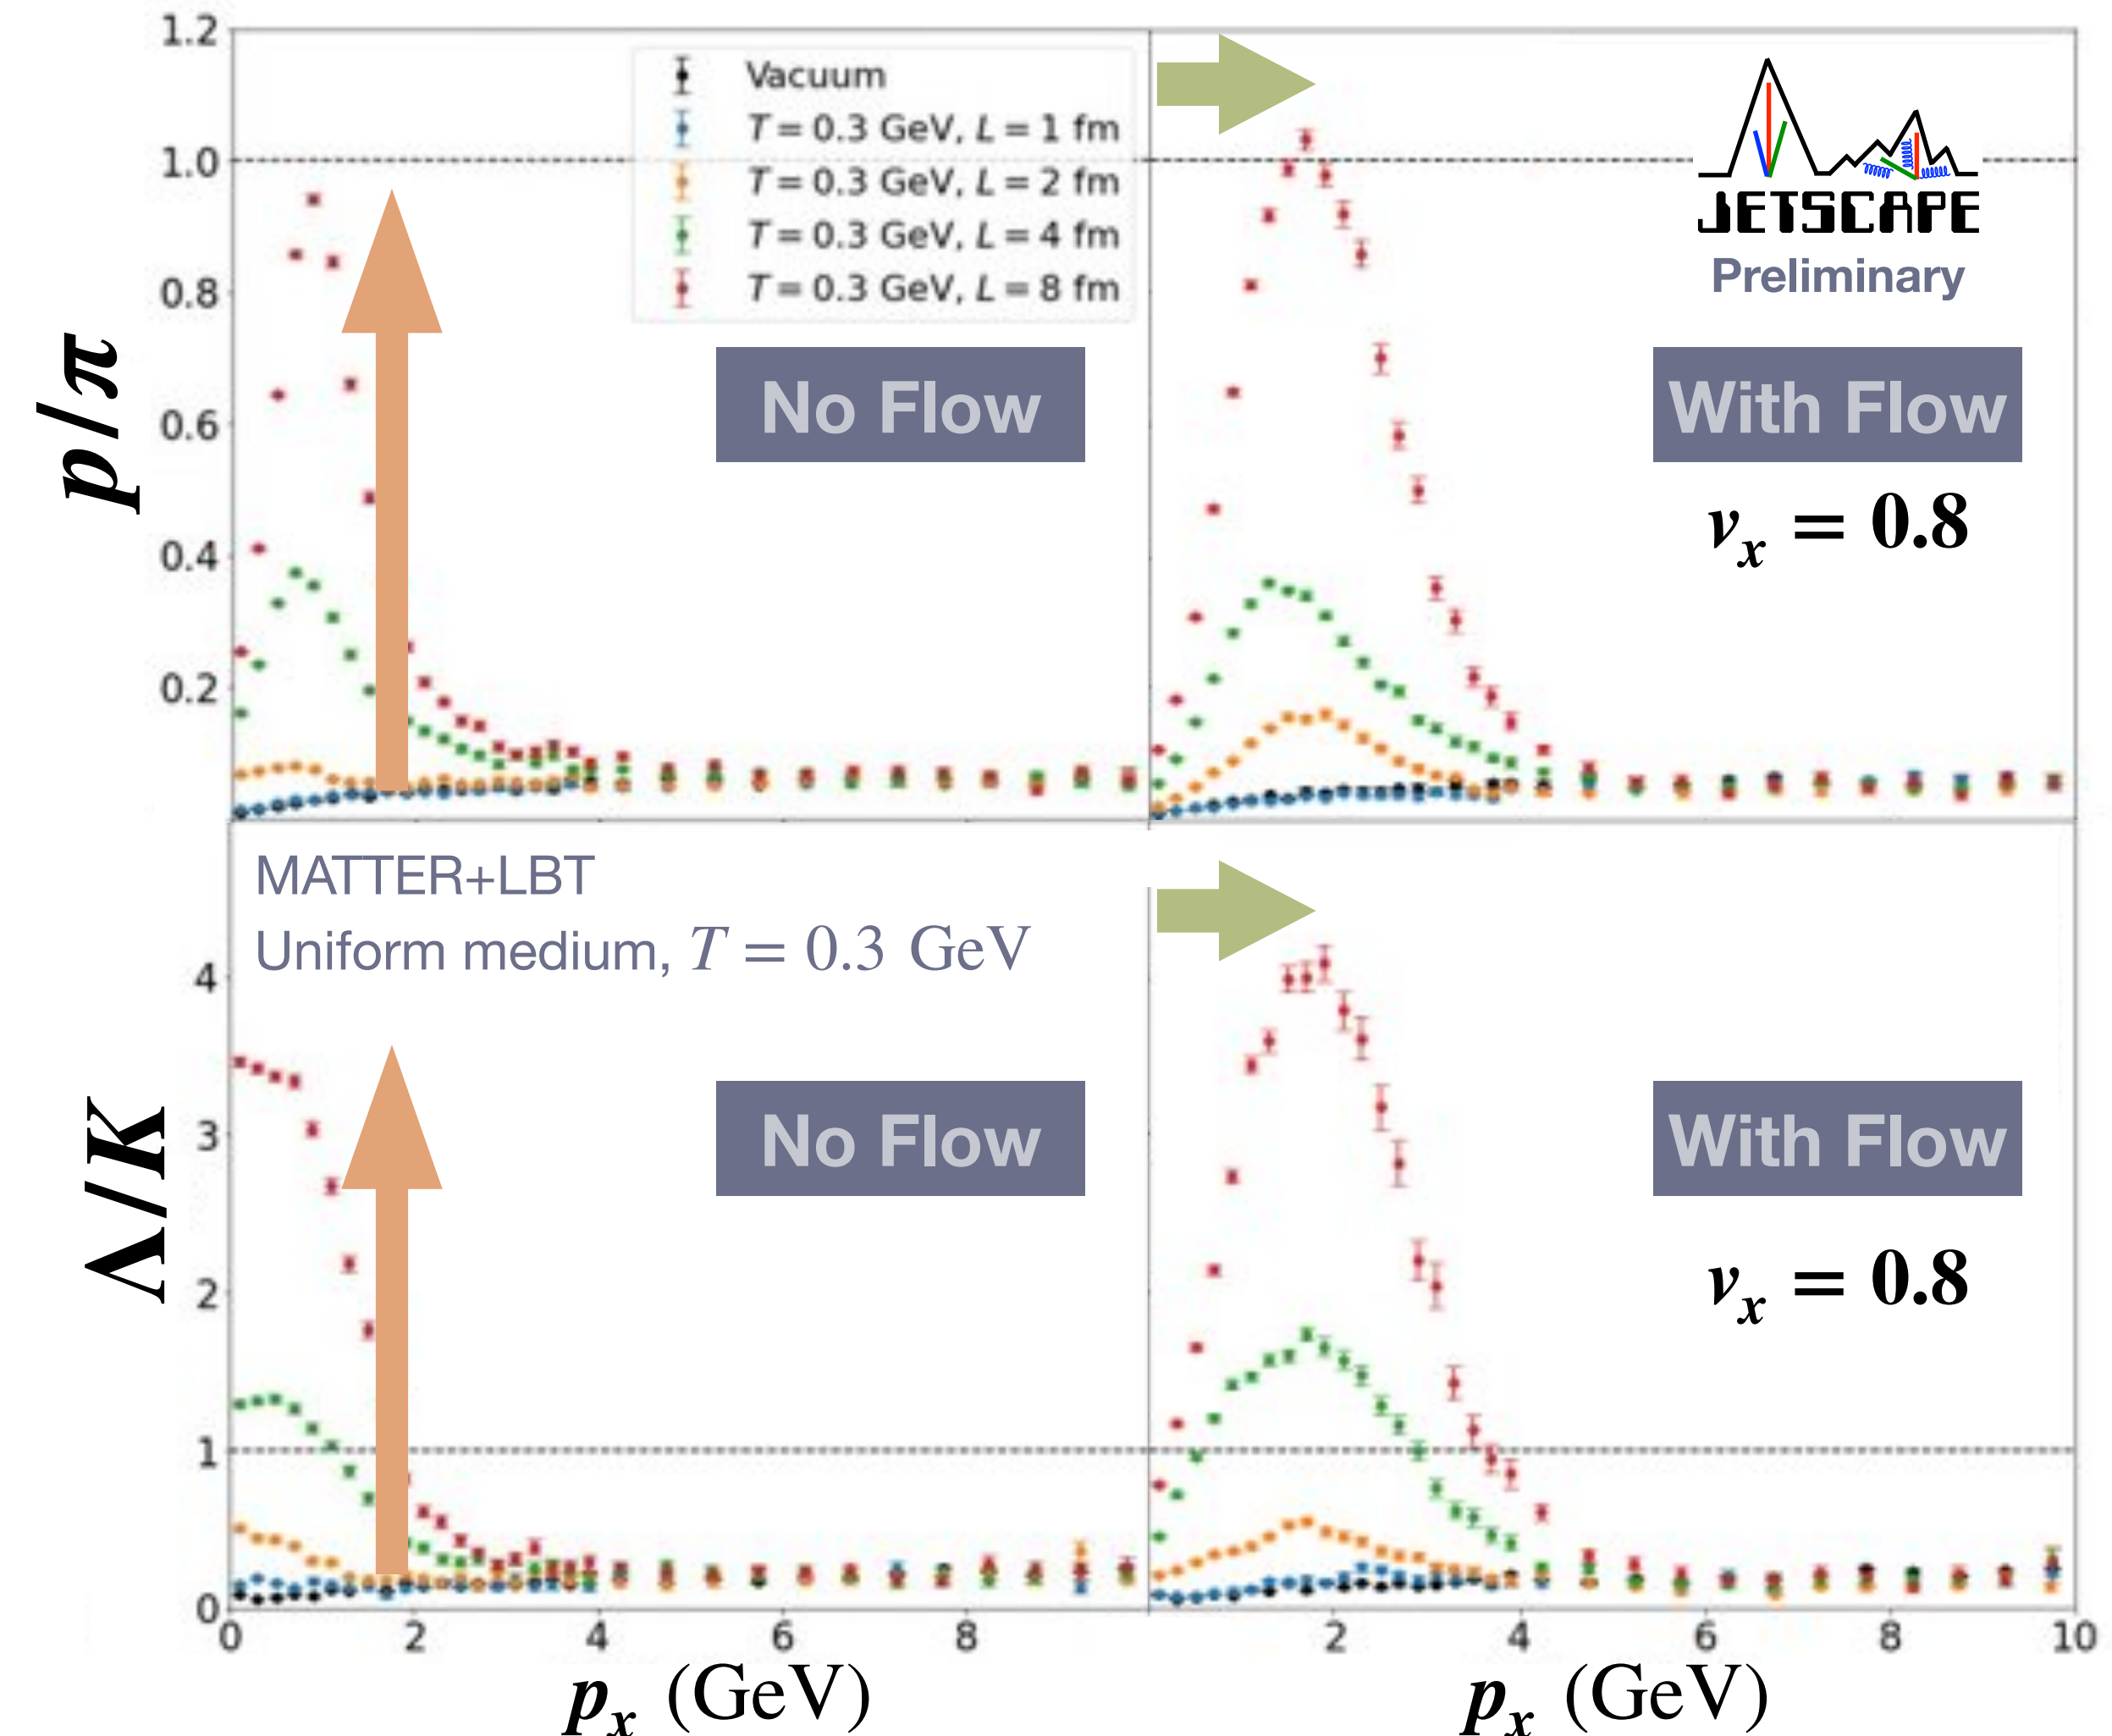 1.2
1.0
0.8
0.6
0.4
0.2
p/π
Vacuum
T = 0.3 GeV, L = 1 fm
T = 0.3 GeV, L = 2 fm
T = 0.3 GeV, L = 4 fm
T = 0.3 GeV, L = 8 fm
No Flow
JETSCAPE
Preliminary
With Flow
vₓ = 0.8
MATTER+LBT
Uniform medium, T = 0.3 GeV
4
3
2
1
0
Λ/K
No Flow
With Flow
vₓ = 0.8
0 2 4 6 8 2 4 6 8 10
pₓ (GeV) pₓ (GeV)